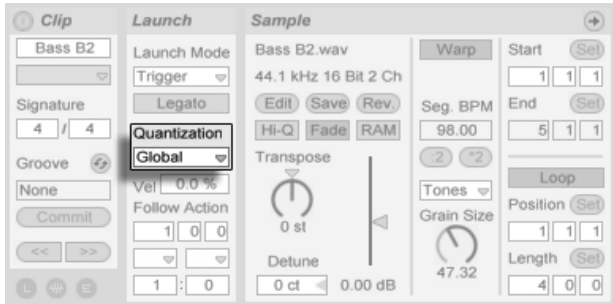 Clip
Bass B2
Signature
4 / 4
Groove
None
Commit
<< >>
L E
Launch
Launch Mode
Trigger
Legato
Quantization
Global
Vel 0.0 %
Follow Action
1 0 0
1 : 0
Sample
Bass B2.wav
44.1 kHz 16 Bit 2 Ch
Edit Save Rev.
Hi-Q Fade RAM
Transpose
0 st
Detune
0 ct 0.00 dB
Warp
Seg. BPM
98.00
:2 *2
Tones
Grain Size
47.32
Start Set
1 1 1
End Set
5 1 1
Loop
Position Set
1 1 1
Length Set
4 0 0